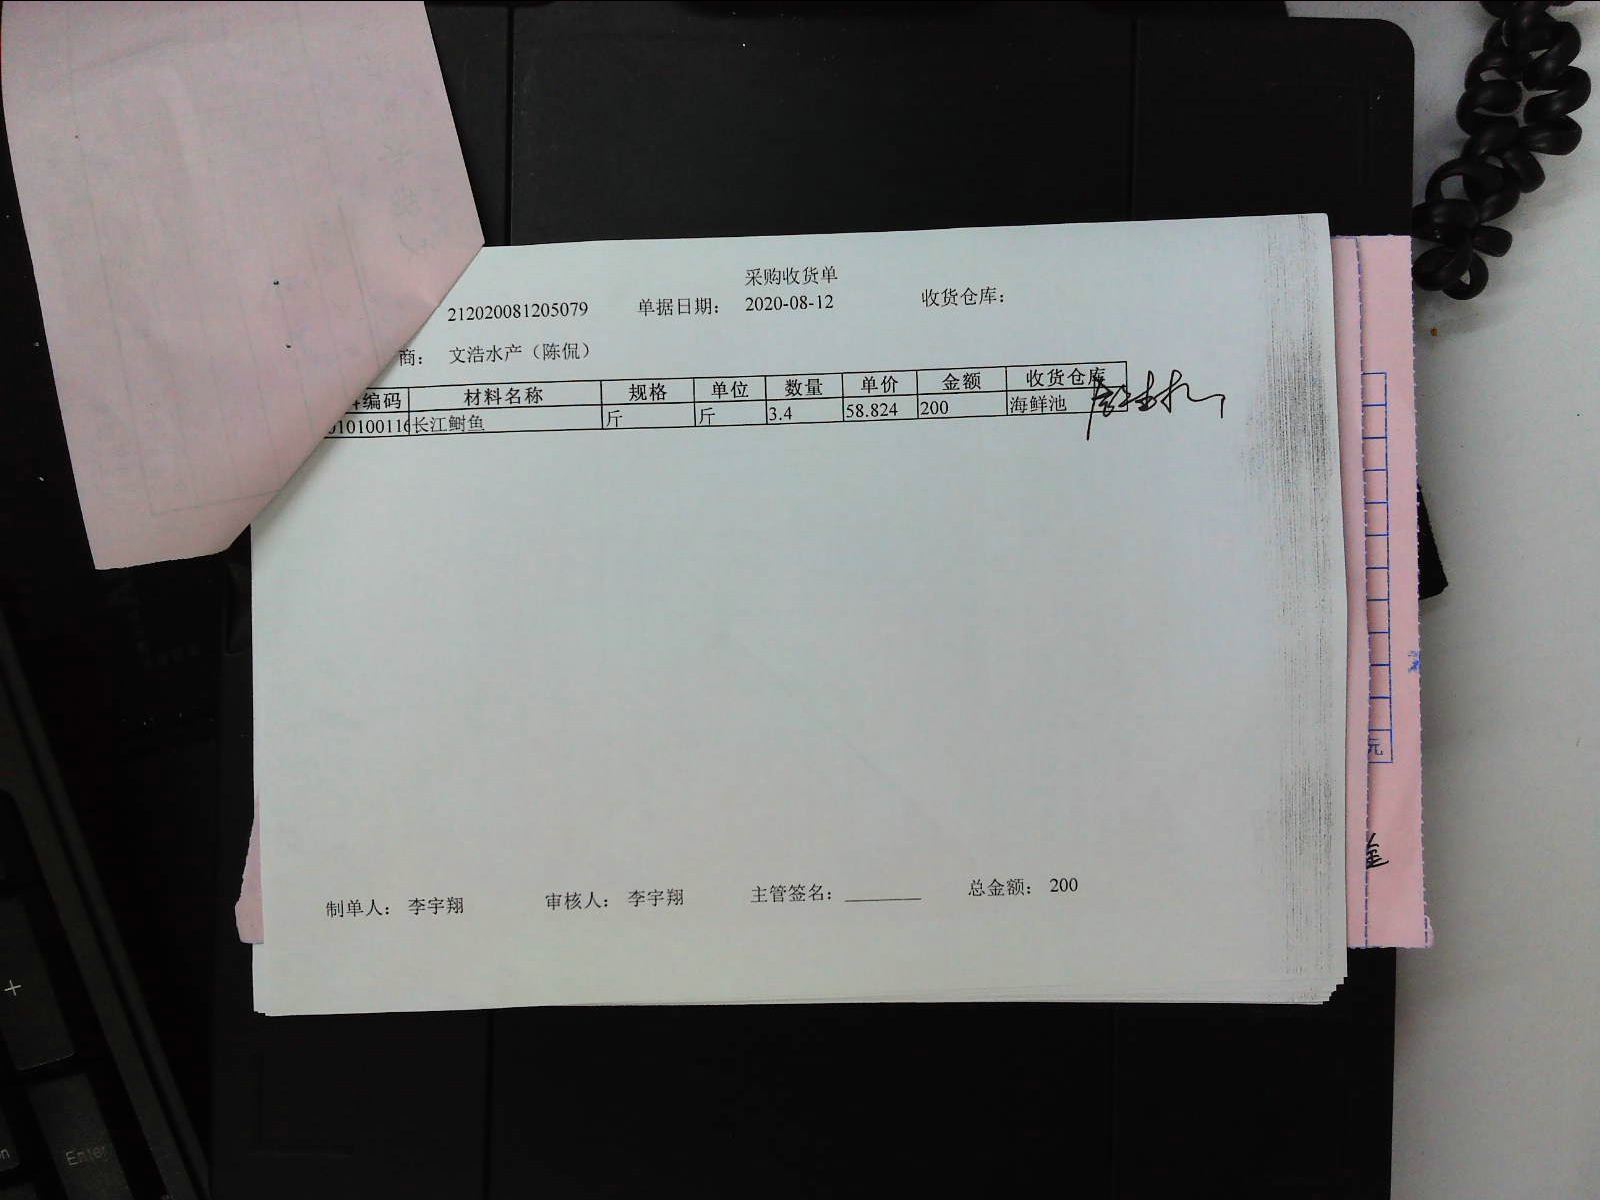 采购收货单
212020081205079 单据日期： 2020-08-12 收货仓库：
商： 文浩水产（陈侃）
编码 材料名称 规格 单位 数量 单价 金额 收货仓库
010100116 长江鲥鱼 斤 斤 3.4 58.824 200 海鲜池
元
制单人： 李宇翔 审核人： 李宇翔 主管签名： 总金额： 200
+
Enter